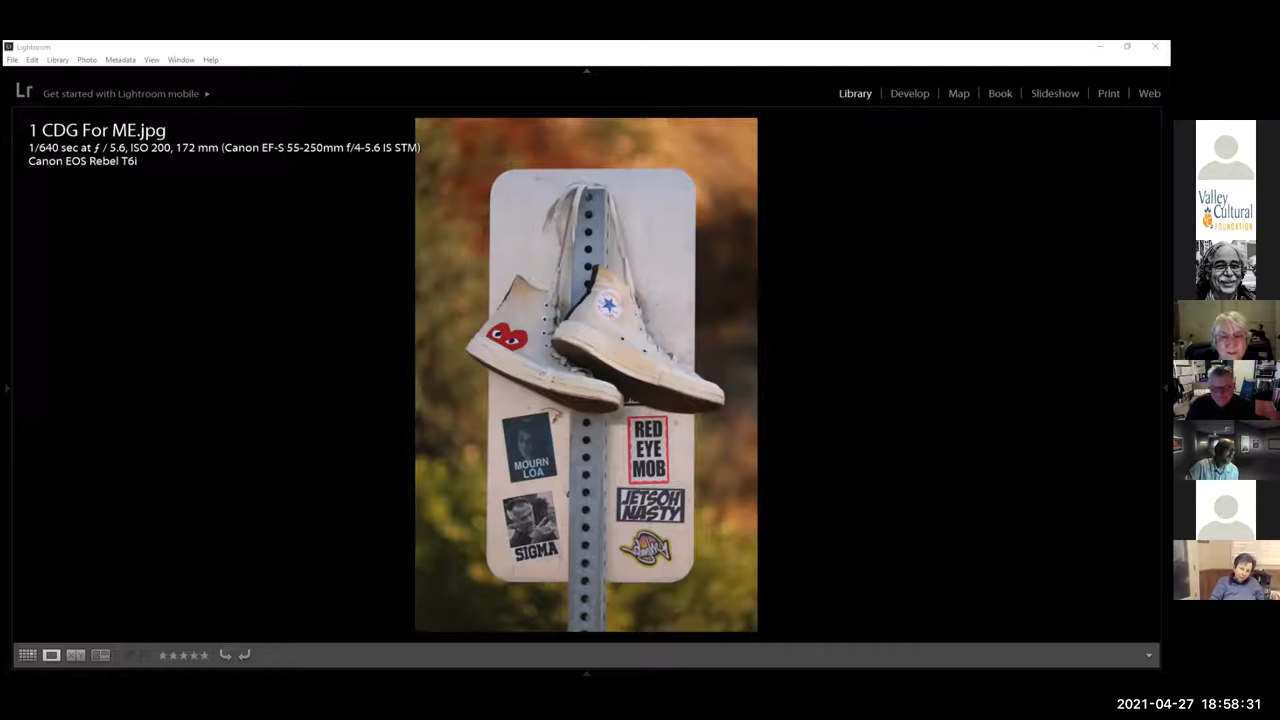 Lr Lightroom
File Edit Library Photo Metadata View Window Help
Lr Get started with Lightroom mobile
Library | Develop | Map | Book | Slideshow | Print | Web
1 CDG For ME.jpg
1/640 sec at ƒ / 5.6, ISO 200, 172 mm (Canon EF-S 55-250mm f/4-5.6 IS STM)
Canon EOS Rebel T6i
MOURN
LOA
SIGMA
RED
EYE
MOB
JETSON
NASTY
Valley
Cultural
FOUNDATION
2021-04-27 18:58:31